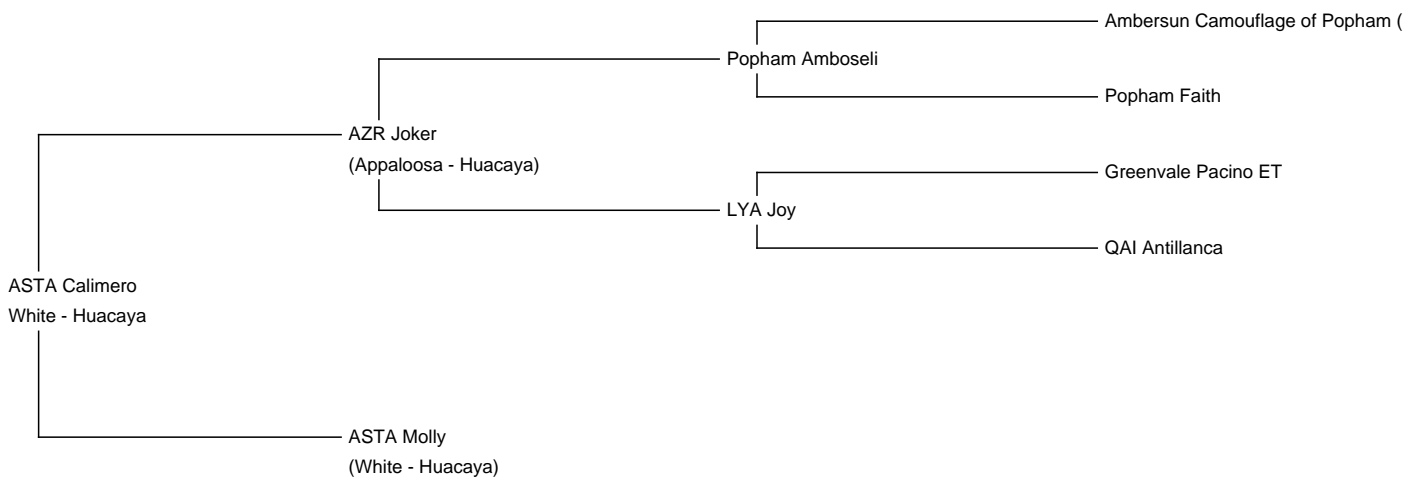 Ambersun Camouflage of Popham (
Popham Amboseli
Popham Faith
AZR Joker
(Appaloosa - Huacaya)
Greenvale Pacino ET
LYA Joy
QAI Antillanca
ASTA Calimero
White - Huacaya
ASTA Molly
(White - Huacaya)